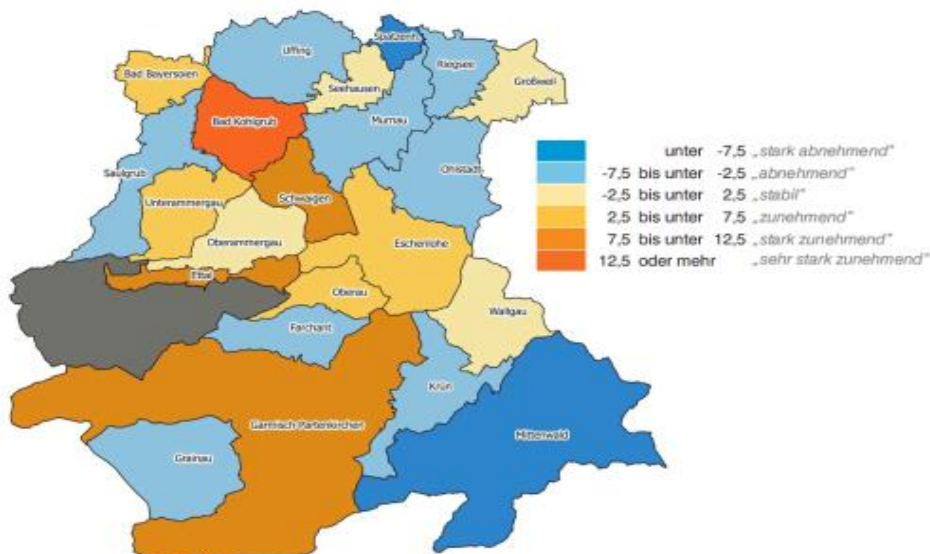 Uffing
Spatzenh.
Riegsee
Bad Bayersoien
Seehausen
Großweil
Bad Kohlgrub
Murnau
Saulgrub
Ohlstadt
Schwaigen
Unterammergau
Oberammergau
Eschenlohe
Ettal
Oberau
Wallgau
Farchant
Krün
Garmisch Partenkirchen
Mittenwald
Grainau
unter -7,5 „stark abnehmend"
-7,5 bis unter -2,5 „abnehmend"
-2,5 bis unter 2,5 „stabil"
2,5 bis unter 7,5 „zunehmend"
7,5 bis unter 12,5 „stark zunehmend"
12,5 oder mehr „sehr stark zunehmend"